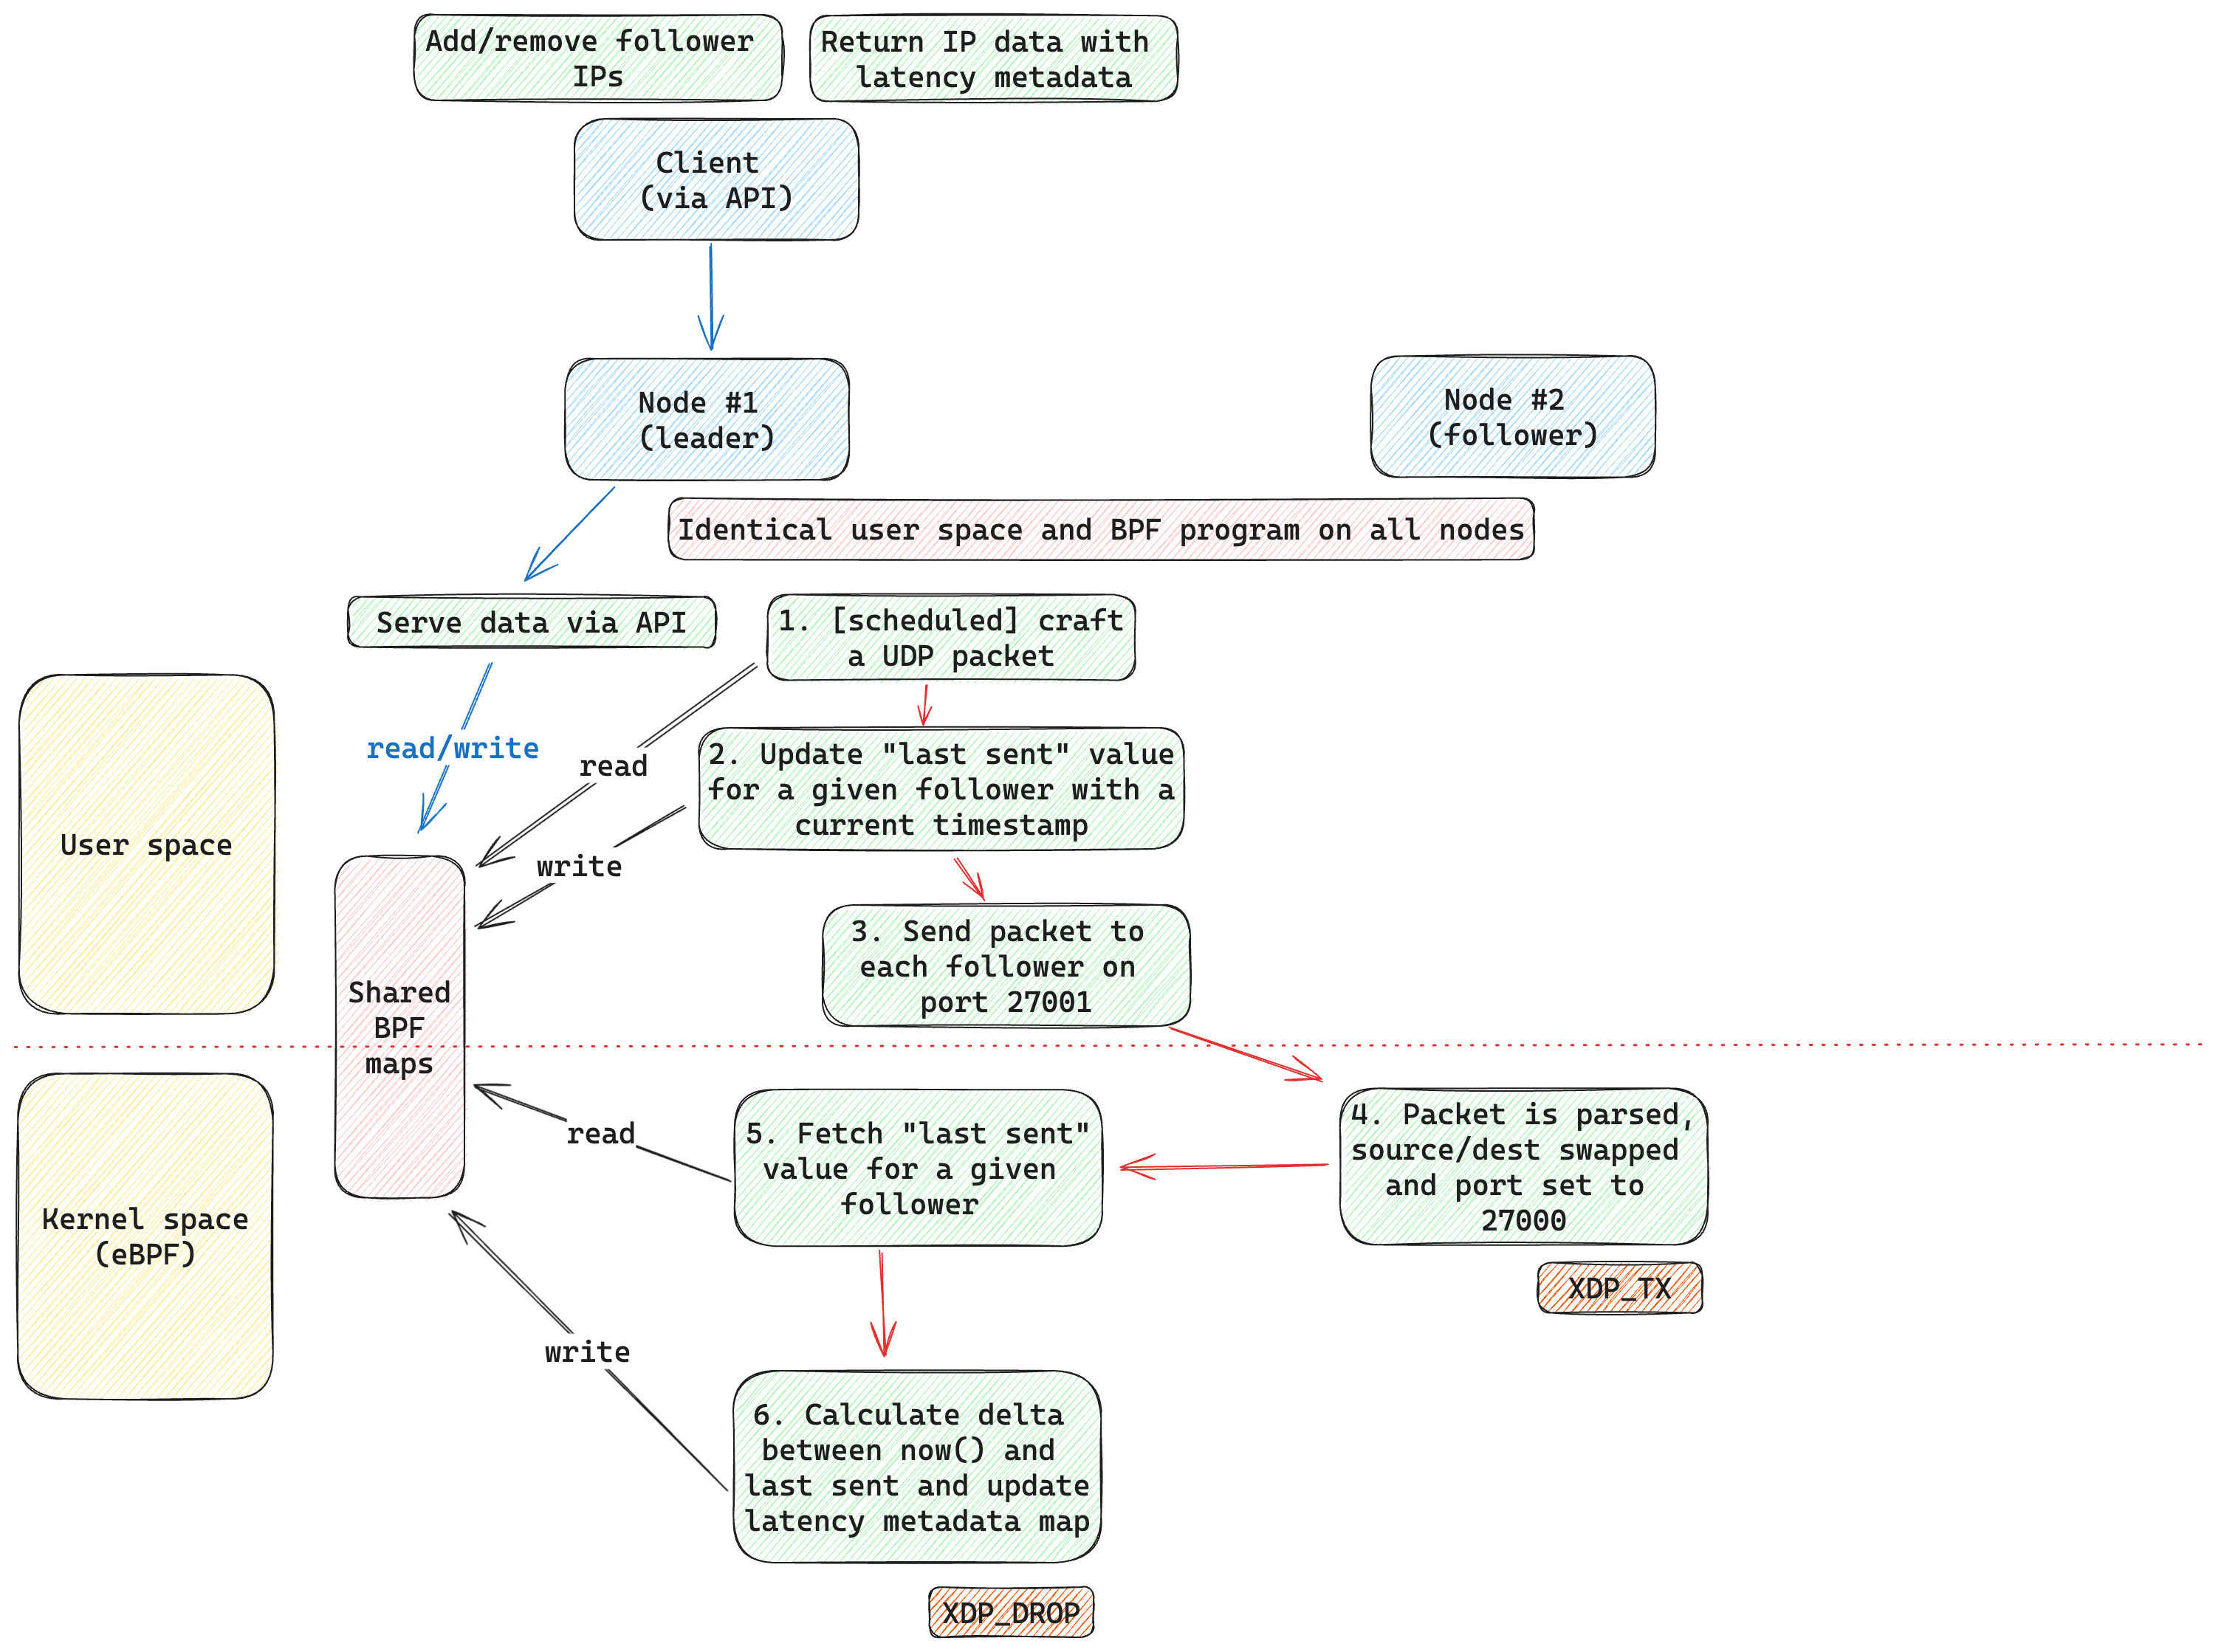 Add/remove follower
IPs
Return IP data with
latency metadata
Client
(via API)
Node #1
(leader)
Node #2
(follower)
Identical user space and BPF program on all nodes
Serve data via API
1. [scheduled] craft
a UDP packet
read/write
read
2. Update "last sent" value
for a given follower with a
current timestamp
User space
write
3. Send packet to
each follower on
port 27001
Shared
BPF
maps
4. Packet is parsed,
source/dest swapped
and port set to
27000
read
5. Fetch "last sent"
value for a given
follower
Kernel space
(eBPF)
XDP_TX
write
6. Calculate delta
between now() and
last sent and update
latency metadata map
XDP_DROP